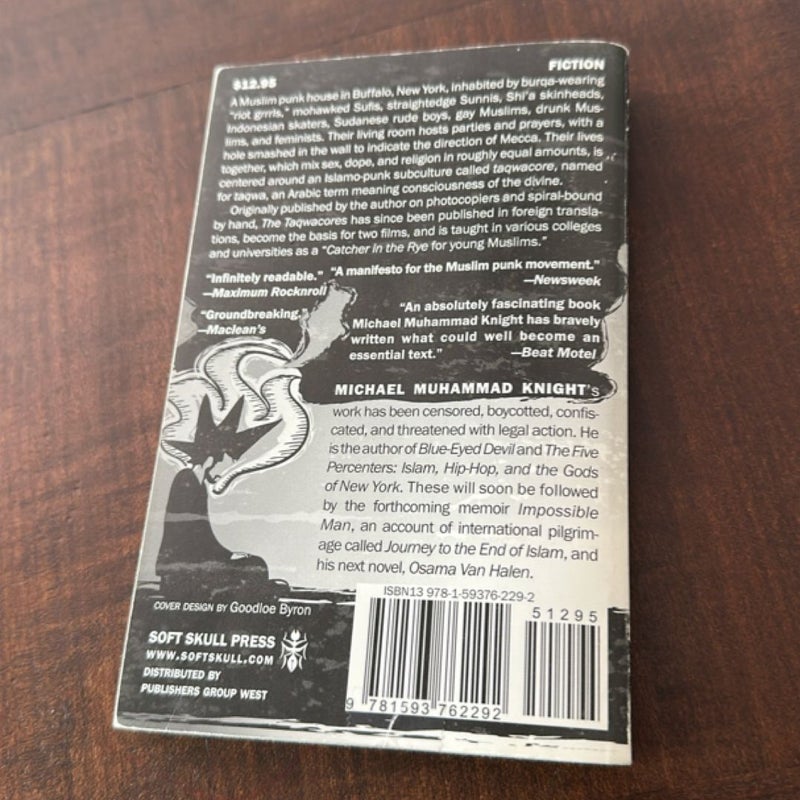 $12.95
FICTION
A Muslim punk house in Buffalo, New York, inhabited by burqa-wearing
"riot grrrls," mohawked Sufis, straightedge Sunnis, Shi'a skinheads,
Indonesian skaters, Sudanese rude boys, gay Muslims, drunk Mus-
lims, and feminists. Their living room hosts parties and prayers, with a
hole smashed in the wall to indicate the direction of Mecca. Their lives
together, which mix sex, dope, and religion in roughly equal amounts, is
centered around an Islamo-punk subculture called taqwacore, named
for taqwa, an Arabic term meaning consciousness of the divine.
Originally published by the author on photocopiers and spiral-bound
by hand, The Taqwacores has since been published in foreign transla-
tions, become the basis for two films, and is taught in various colleges
and universities as a "Catcher in the Rye for young Muslims."
"Infinitely readable."
—Maximum Rocknroll
"A manifesto for the Muslim punk movement."
—Newsweek
"Groundbreaking."
—Maclean's
"An absolutely fascinating book
Michael Muhammad Knight has bravely
written what could well become an
essential text." —Beat Motel
MICHAEL MUHAMMAD KNIGHT's
work has been censored, boycotted, confis-
cated, and threatened with legal action. He
is the author of Blue-Eyed Devil and The Five
Percenters: Islam, Hip-Hop, and the Gods
of New York. These will soon be followed
by the forthcoming memoir Impossible
Man, an account of international pilgrim-
age called Journey to the End of Islam, and
his next novel, Osama Van Halen.
COVER DESIGN BY Goodloe Byron
SOFT SKULL PRESS
WWW.SOFTSKULL.COM
DISTRIBUTED BY
PUBLISHERS GROUP WEST
ISBN13 978-1-59376-229-2
51295
9 781593 762292